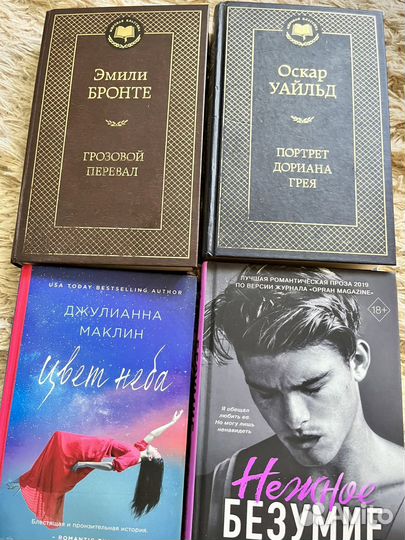 Эмили
БРОНТЕ
ГРОЗОВОЙ
ПЕРЕВАЛ
Оскар
УАЙЛЬД
ПОРТРЕТ
ДОРИАНА
ГРЕЯ
USA TODAY BESTSELLING AUTHOR
ДЖУЛИАННА
МАКЛИН
Цвет неба
Блестящая и пронзительная история.
ЛУЧШАЯ РОМАНТИЧЕСКАЯ ПРОЗА 2019
ПО ВЕРСИИ ЖУРНАЛА «OPRAH MAGAZINE»
18+
Я обещал
любить ее.
Но могу лишь
ненавидеть
Нежное
БЕЗУМИЕ
Avito